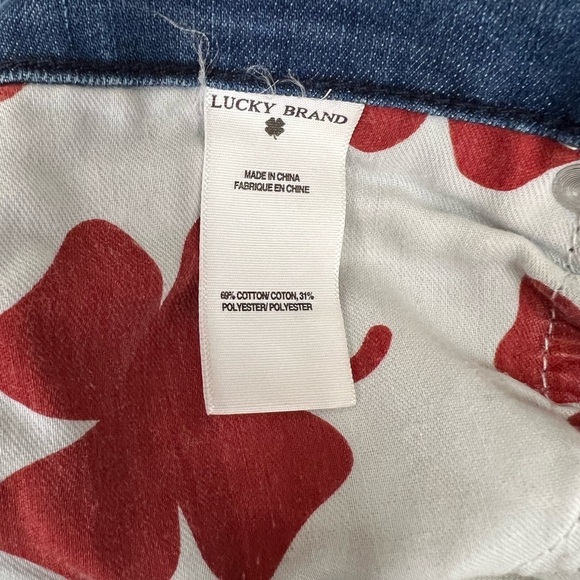 LUCKY BRAND
MADE IN CHINA
FABRIQUE EN CHINE
69% COTTON/ COTON, 31%
POLYESTER/ POLYESTER